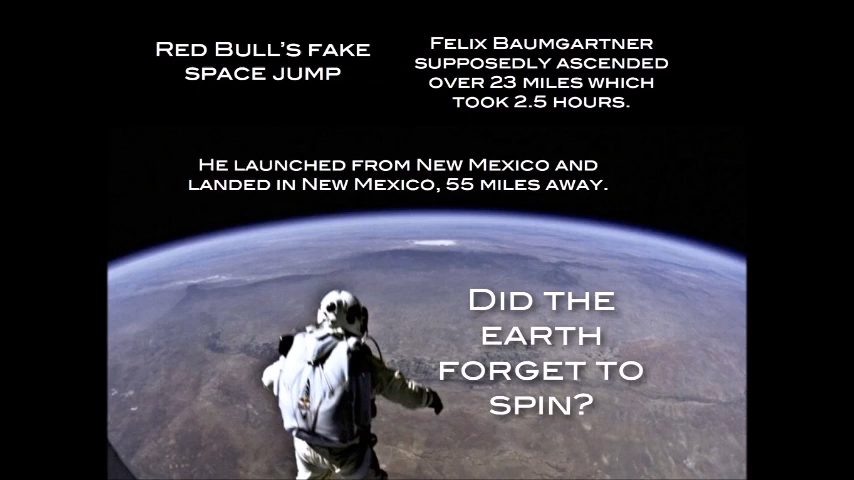 Red Bull's fake
space jump
Felix Baumgartner
supposedly ascended
over 23 miles which
took 2.5 hours.
He launched from New Mexico and
landed in New Mexico, 55 miles away.
Did the
earth
forget to
spin?